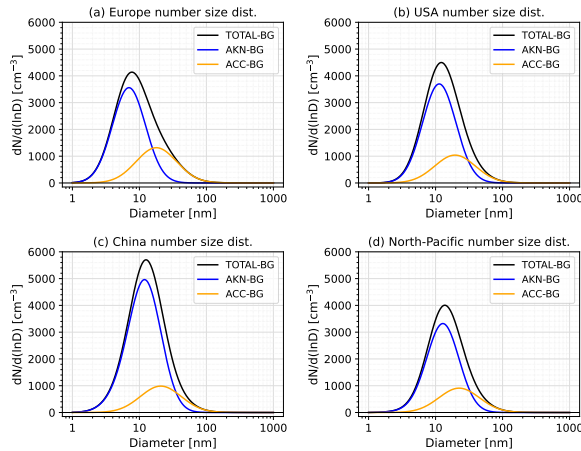 (a) Europe number size dist.
dN/d(lnD) [cm⁻³]
6000
5000
4000
3000
2000
1000
0
TOTAL-BG
AKN-BG
ACC-BG
1 10 100 1000
Diameter [nm]
(b) USA number size dist.
dN/d(lnD) [cm⁻³]
6000
5000
4000
3000
2000
1000
0
TOTAL-BG
AKN-BG
ACC-BG
1 10 100 1000
Diameter [nm]
(c) China number size dist.
dN/d(lnD) [cm⁻³]
6000
5000
4000
3000
2000
1000
0
TOTAL-BG
AKN-BG
ACC-BG
1 10 100 1000
Diameter [nm]
(d) North-Pacific number size dist.
dN/d(lnD) [cm⁻³]
6000
5000
4000
3000
2000
1000
0
TOTAL-BG
AKN-BG
ACC-BG
1 10 100 1000
Diameter [nm]